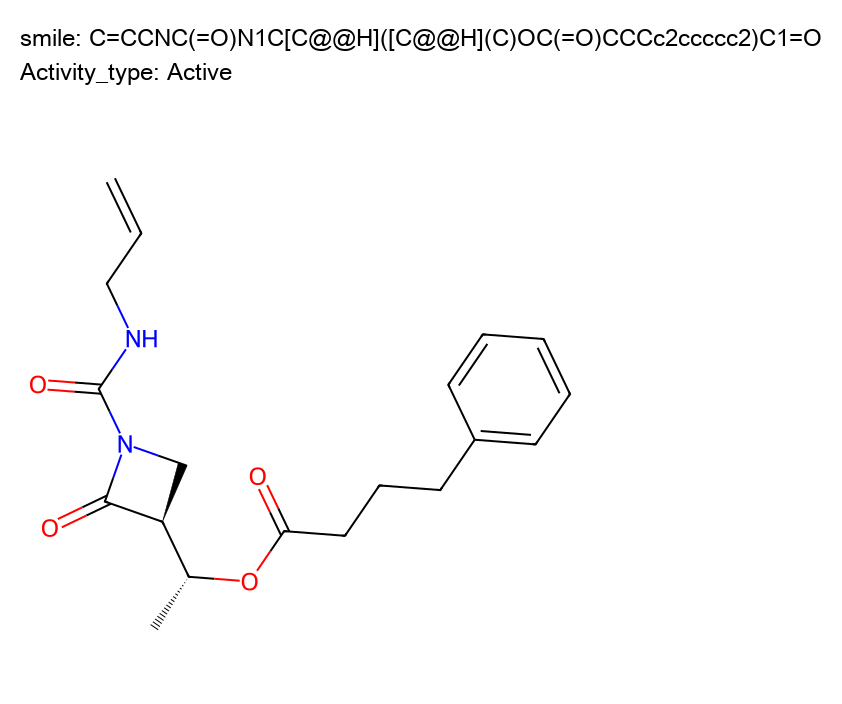 smile: C=CCNC(=O)N1C[C@@H]([C@@H](C)OC(=O)CCCc2ccccc2)C1=O
Activity_type: Active
NH
O
N
O
O
O